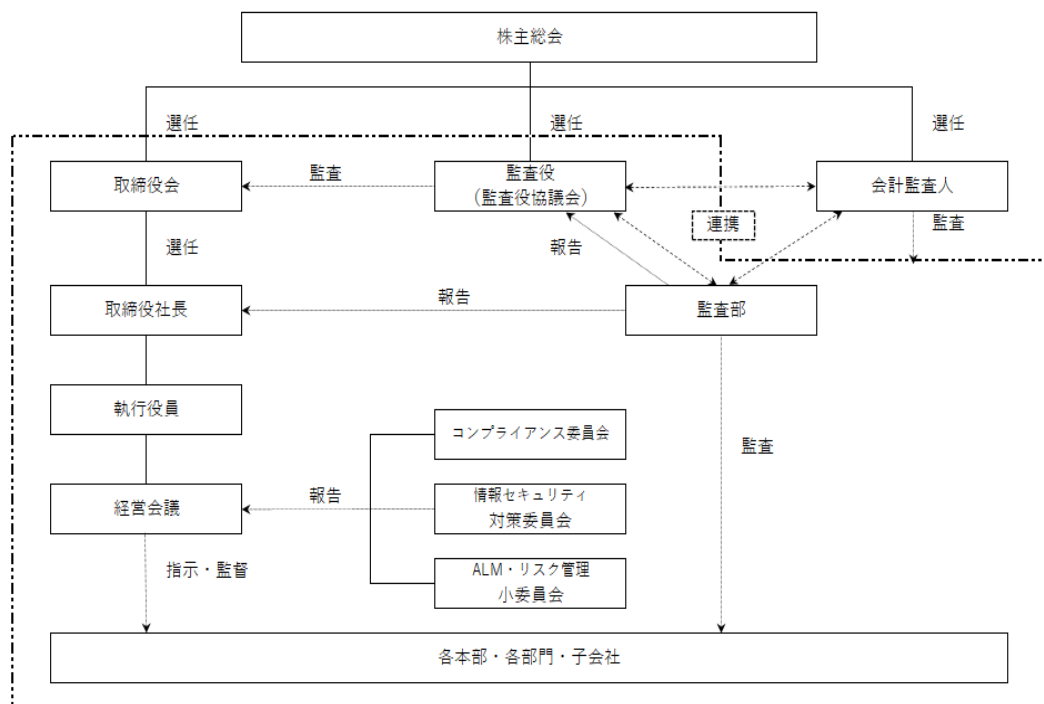 株主総会
選任
選任
選任
取締役会
監査
監査役
（監査役協議会）
会計監査人
連携
監査
選任
報告
取締役社長
報告
監査部
執行役員
コンプライアンス委員会
監査
経営会議
報告
情報セキュリティ
対策委員会
指示・監督
ALM・リスク管理
小委員会
各本部・各部門・子会社